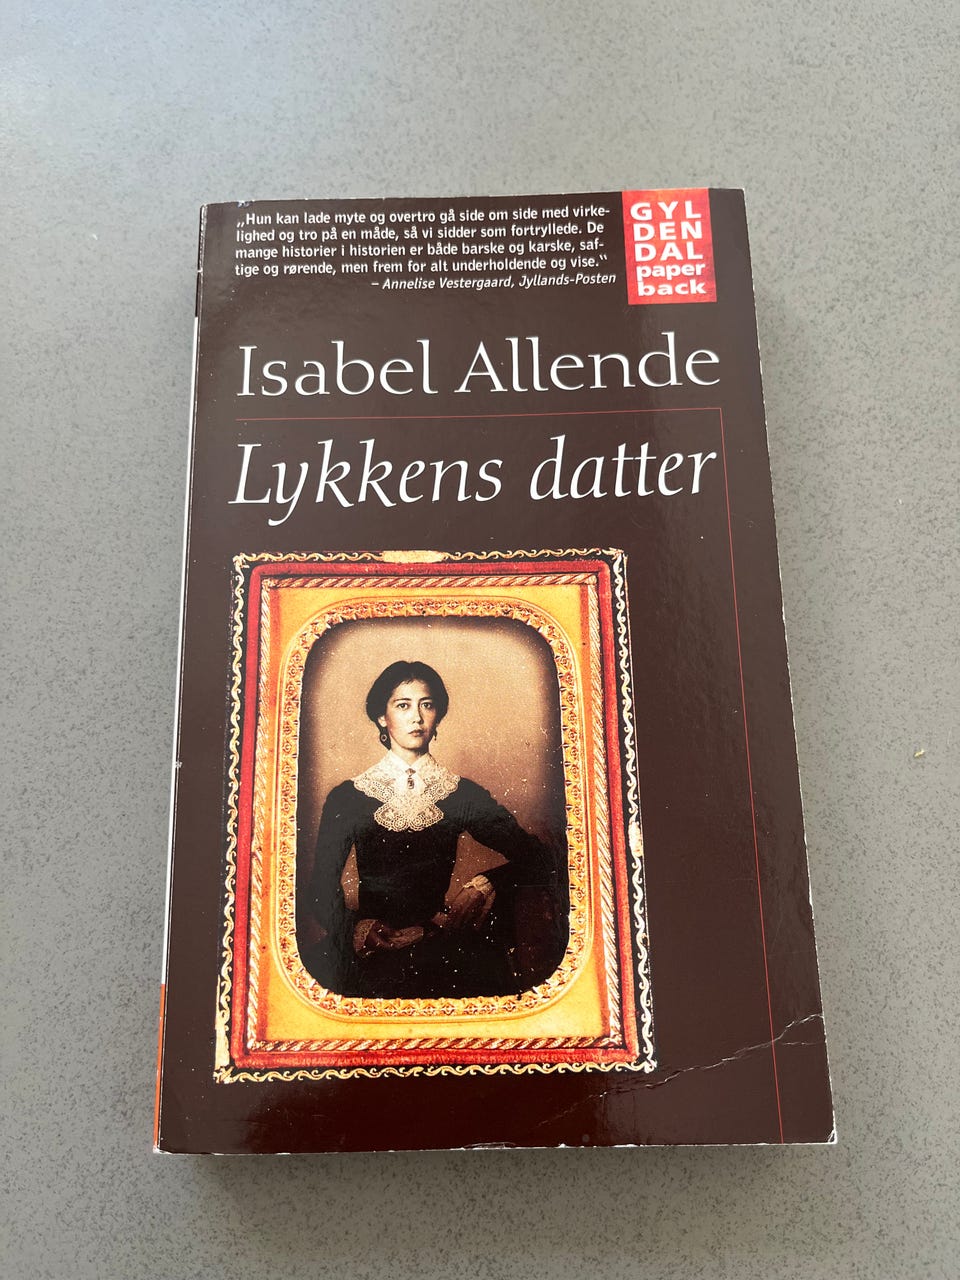 „Hun kan lade myte og overtro gå side om side med virke-
lighed og tro på en måde, så vi sidder som fortryllede. De
mange historier i historien er både barske og karske, saf-
tige og rørende, men frem for alt underholdende og vise.“
– Annelise Vestergaard, Jyllands-Posten
GYL
DEN
DAL
paper
back
Isabel Allende
Lykkens datter